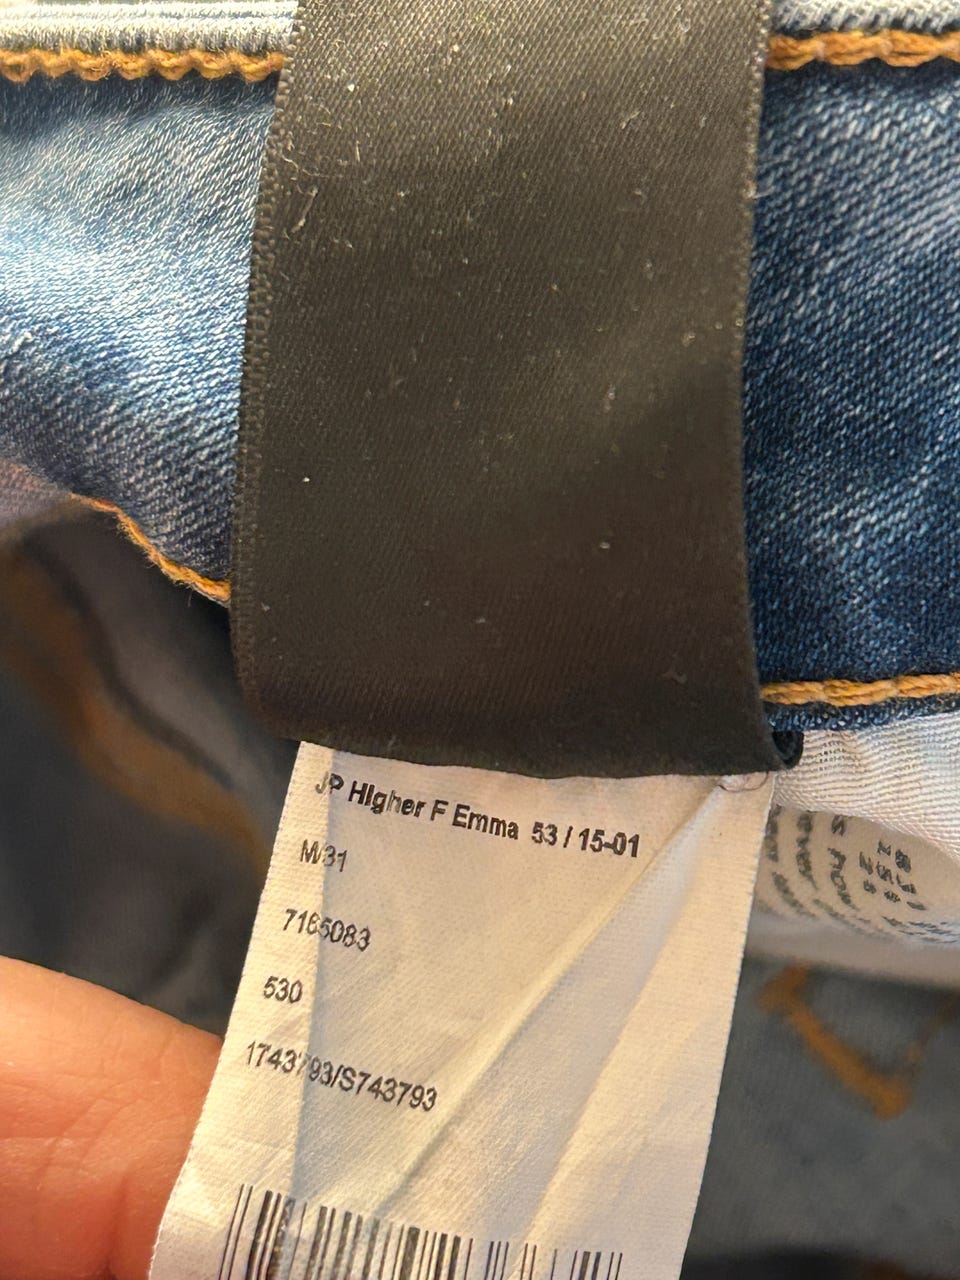 JP Higher F Emma 53 / 15-01
M/31
7165083
530
1743793/S743793